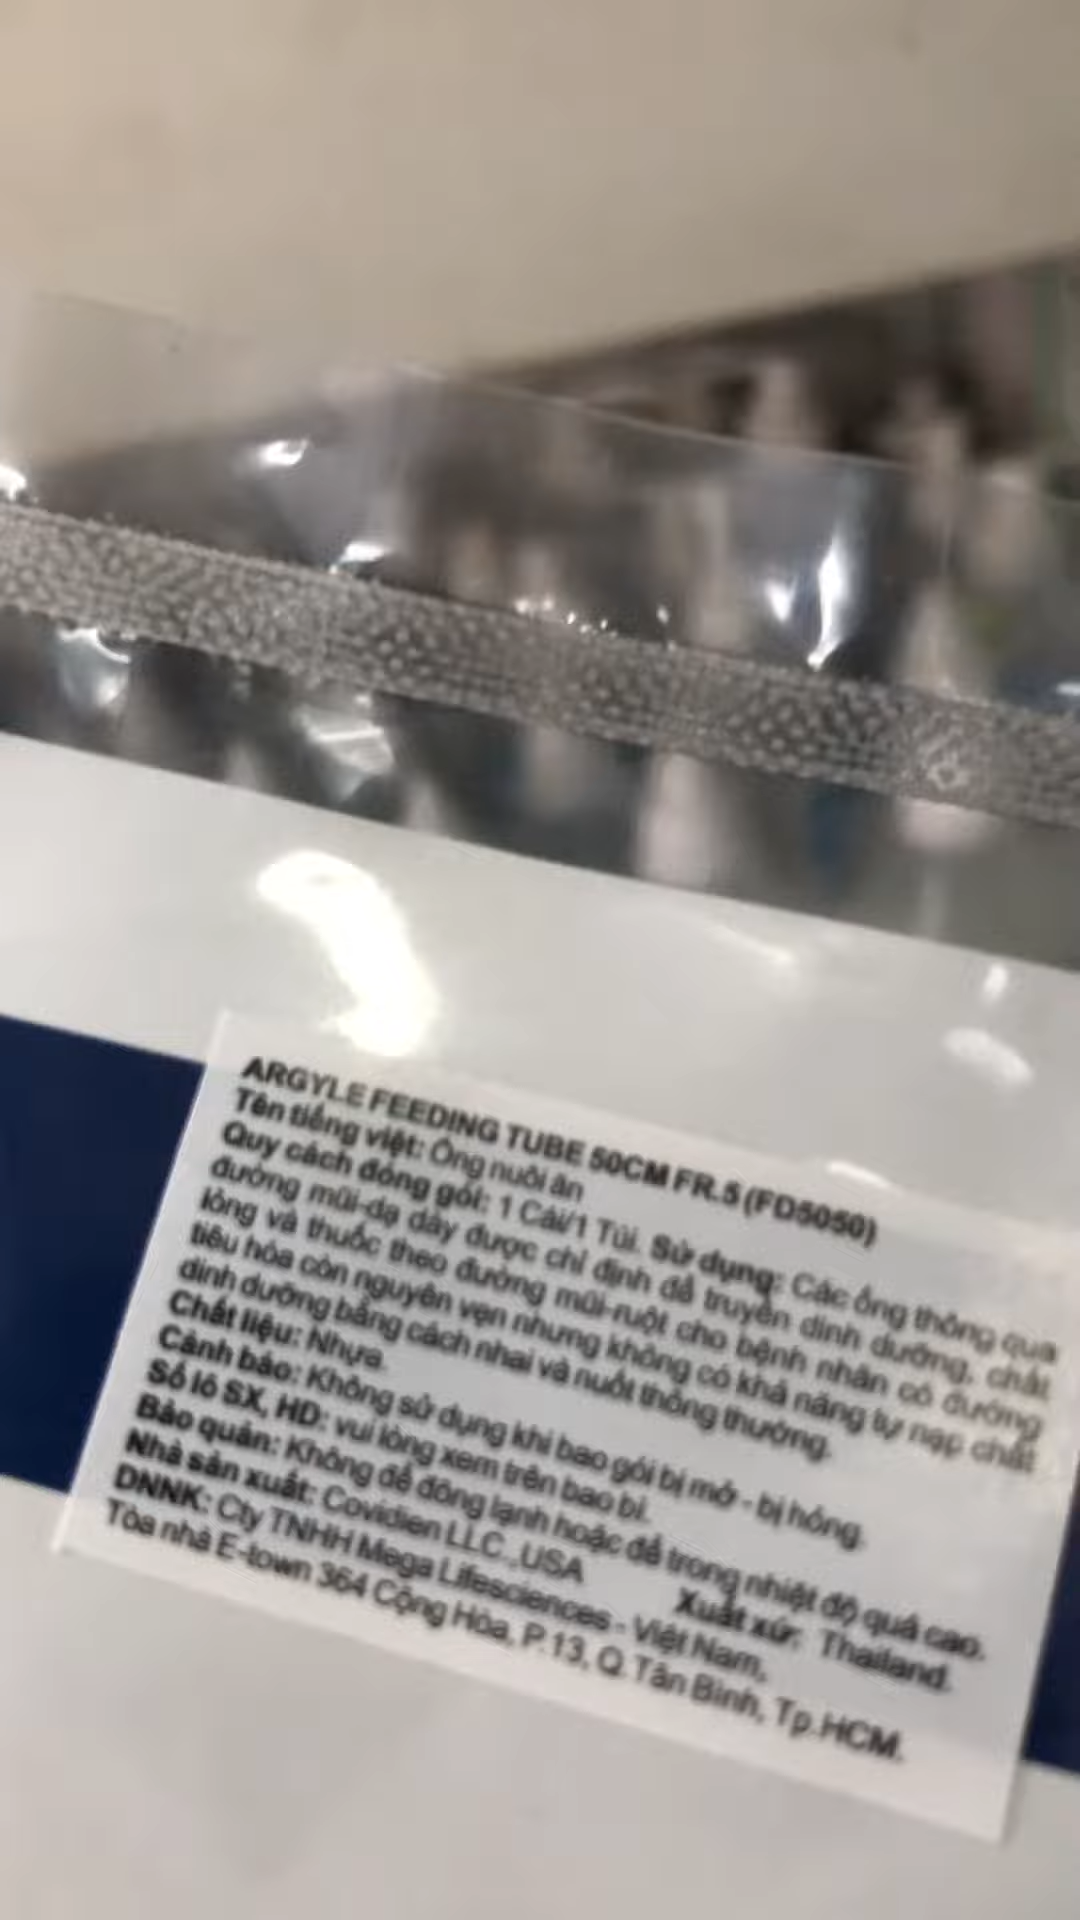 ARGYLE FEEDING TUBE 50CM FR.5 (FD5050)
Tên tiếng việt: Ống nuôi ăn
Quy cách đóng gói: 1 Cái/1 Túi. Sử dụng: Các ống thông qua
đường mũi-dạ dày được chỉ định để truyền dinh dưỡng, chất
lỏng và thuốc theo đường mũi-ruột cho bệnh nhân có đường
tiêu hóa còn nguyên vẹn nhưng không có khả năng tự nạp chất
dinh dưỡng bằng cách nhai và nuốt thông thường.
Chất liệu: Nhựa.
Cảnh báo: Không sử dụng khi bao gói bị mở - bị hỏng.
Số lô SX, HD: vui lòng xem trên bao bì.
Bảo quản: Không để đông lạnh hoặc để trong nhiệt độ quá cao.
Nhà sản xuất: Covidien LLC.,USA Xuất xứ: Thailand.
DNNK: Cty TNHH Mega Lifesciences - Việt Nam,
Tòa nhà E-town 364 Cộng Hòa, P.13, Q.Tân Bình, Tp.HCM.